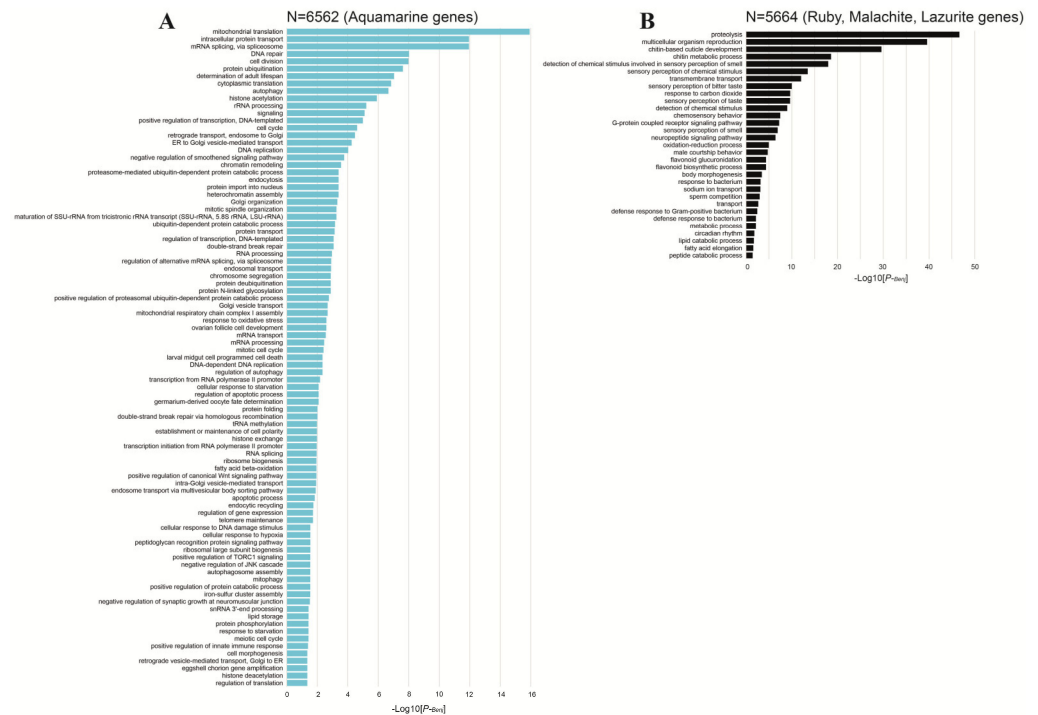 A
N=6562 (Aquamarine genes)
mitochondrial translation
intracellular protein transport
mRNA splicing, via spliceosome
DNA repair
cell division
protein ubiquitination
determination of adult lifespan
cytoplasmic translation
autophagy
histone acetylation
rRNA processing
signaling
positive regulation of transcription, DNA-templated
cell cycle
retrograde transport, endosome to Golgi
ER to Golgi vesicle-mediated transport
DNA replication
negative regulation of smoothened signaling pathway
chromatin remodeling
proteasome-mediated ubiquitin-dependent protein catabolic process
endocytosis
protein import into nucleus
heterochromatin assembly
Golgi organization
mitotic spindle organization
maturation of SSU-rRNA from tricistronic rRNA transcript (SSU-rRNA, 5.8S rRNA, LSU-rRNA)
ubiquitin-dependent protein catabolic process
protein transport
regulation of transcription, DNA-templated
double-strand break repair
RNA processing
regulation of alternative mRNA splicing, via spliceosome
endosomal transport
chromosome segregation
protein deubiquitination
protein N-linked glycosylation
positive regulation of proteasomal ubiquitin-dependent protein catabolic process
Golgi vesicle transport
mitochondrial respiratory chain complex I assembly
response to oxidative stress
ovarian follicle cell development
mRNA transport
mRNA processing
mitotic cell cycle
larval midgut cell programmed cell death
DNA-dependent DNA replication
regulation of autophagy
transcription from RNA polymerase II promoter
cellular response to starvation
regulation of apoptotic process
germarium-derived oocyte fate determination
protein folding
double-strand break repair via homologous recombination
tRNA methylation
establishment or maintenance of cell polarity
histone exchange
transcription initiation from RNA polymerase II promoter
RNA splicing
ribosome biogenesis
fatty acid beta-oxidation
positive regulation of canonical Wnt signaling pathway
intra-Golgi vesicle-mediated transport
endosome transport via multivesicular body sorting pathway
apoptotic process
endocytic recycling
regulation of gene expression
telomere maintenance
cellular response to DNA damage stimulus
cellular response to hypoxia
peptidoglycan recognition protein signaling pathway
ribosomal large subunit biogenesis
positive regulation of TORC1 signaling
negative regulation of JNK cascade
autophagosome assembly
mitophagy
positive regulation of protein catabolic process
iron-sulfur cluster assembly
negative regulation of synaptic growth at neuromuscular junction
snRNA 3'-end processing
lipid storage
protein phosphorylation
response to starvation
meiotic cell cycle
positive regulation of innate immune response
cell morphogenesis
retrograde vesicle-mediated transport, Golgi to ER
eggshell chorion gene amplification
histone deacetylation
regulation of translation
0 2 4 6 8 10 12 14 16
-Log10[P-Benj]
B
N=5664 (Ruby, Malachite, Lazurite genes)
proteolysis
multicellular organism reproduction
chitin-based cuticle development
chitin metabolic process
detection of chemical stimulus involved in sensory perception of smell
sensory perception of chemical stimulus
transmembrane transport
sensory perception of bitter taste
response to carbon dioxide
sensory perception of taste
detection of chemical stimulus
chemosensory behavior
G-protein coupled receptor signaling pathway
sensory perception of smell
neuropeptide signaling pathway
oxidation-reduction process
male courtship behavior
flavonoid glucuronidation
flavonoid biosynthetic process
body morphogenesis
response to bacterium
sodium ion transport
sperm competition
transport
defense response to Gram-positive bacterium
defense response to bacterium
metabolic process
circadian rhythm
lipid catabolic process
fatty acid elongation
peptide catabolic process
0 10 20 30 40 50
-Log10[P-Benj]